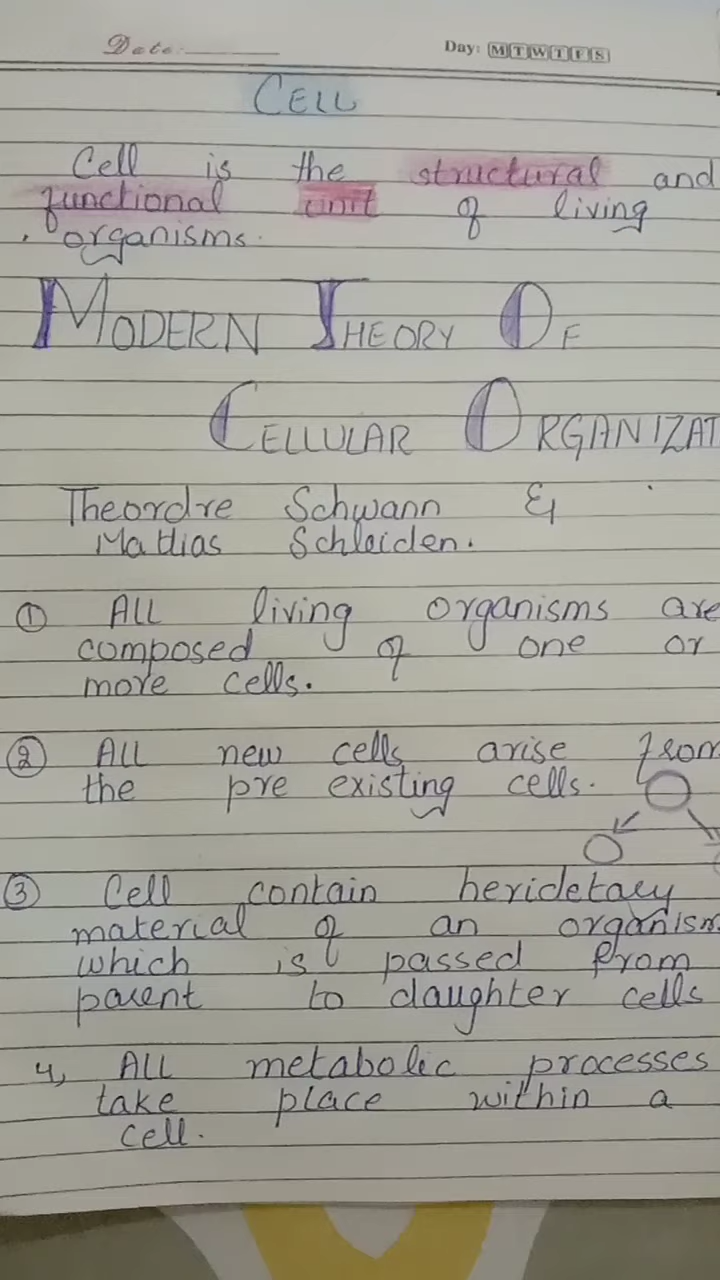 Date:
Day: M T W T F S
CELL
Cell is the structural and
functional unit of living
organisms.
MODERN THEORY OF
CELLULAR ORGANIZAT
Theordre Schwann &
Mattias Schleiden.
① All living organisms are
composed of one or
more cells.
② All new cells arise from
the pre existing cells.
③ Cell contain heridetary
material of an organism
which is passed from
parent to daughter cells
4, All metabolic processes
take place within a
cell.